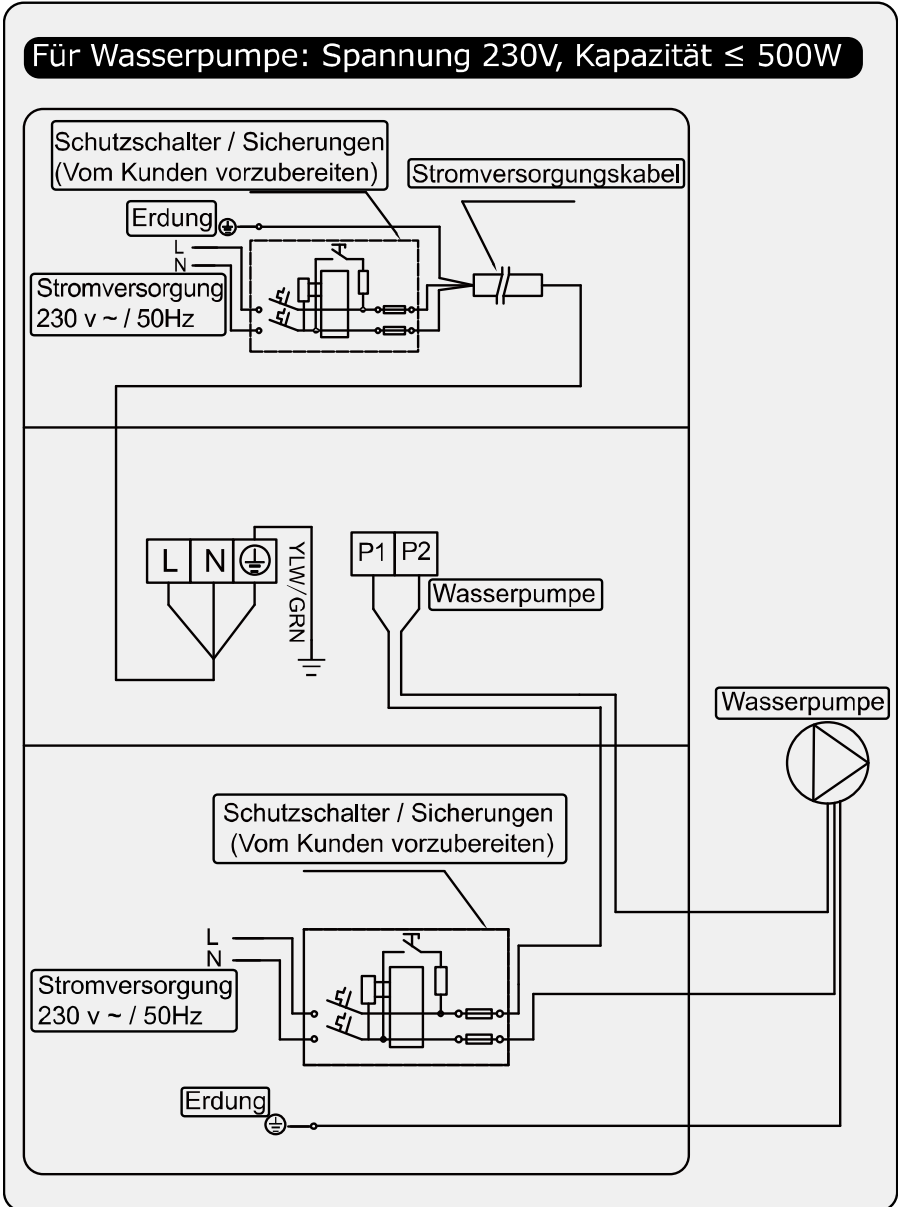 Für Wasserpumpe: Spannung 230V, Kapazität ≤ 500W
Schutzschalter / Sicherungen
(Vom Kunden vorzubereiten)
Stromversorgungskabel
Erdung
L
N
Stromversorgung
230 v ~ / 50Hz
L N
YLW/GRN
P1 P2
Wasserpumpe
Wasserpumpe
Schutzschalter / Sicherungen
(Vom Kunden vorzubereiten)
L
N
Stromversorgung
230 v ~ / 50Hz
Erdung